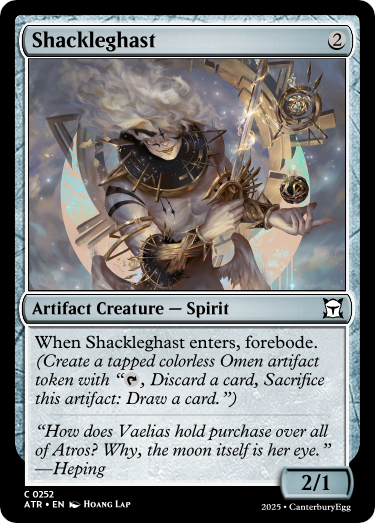 Shackleghast
2
Artifact Creature — Spirit
When Shackleghast enters, forebode.
(Create a tapped colorless Omen artifact
token with “, Discard a card, Sacrifice
this artifact: Draw a card.”)
“How does Vaelias hold purchase over all
of Atros? Why, the moon itself is her eye.”
—Heping
2/1
C 0252
ATR • EN Hoang Lap
2025 • CanterburyEgg